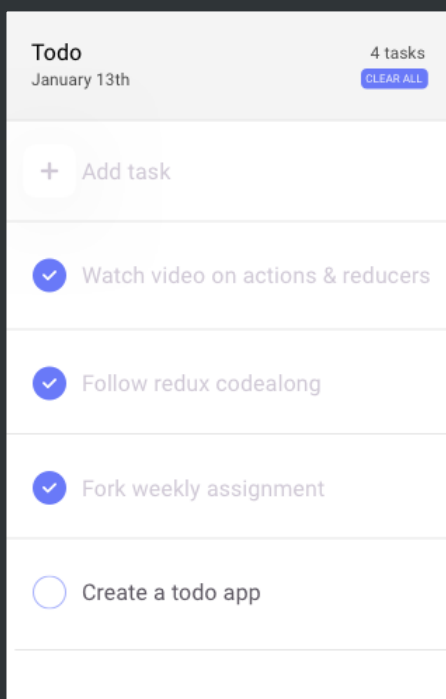 Todo
4 tasks
January 13th
CLEAR ALL
+ Add task
Watch video on actions & reducers
Follow redux codealong
Fork weekly assignment
Create a todo app